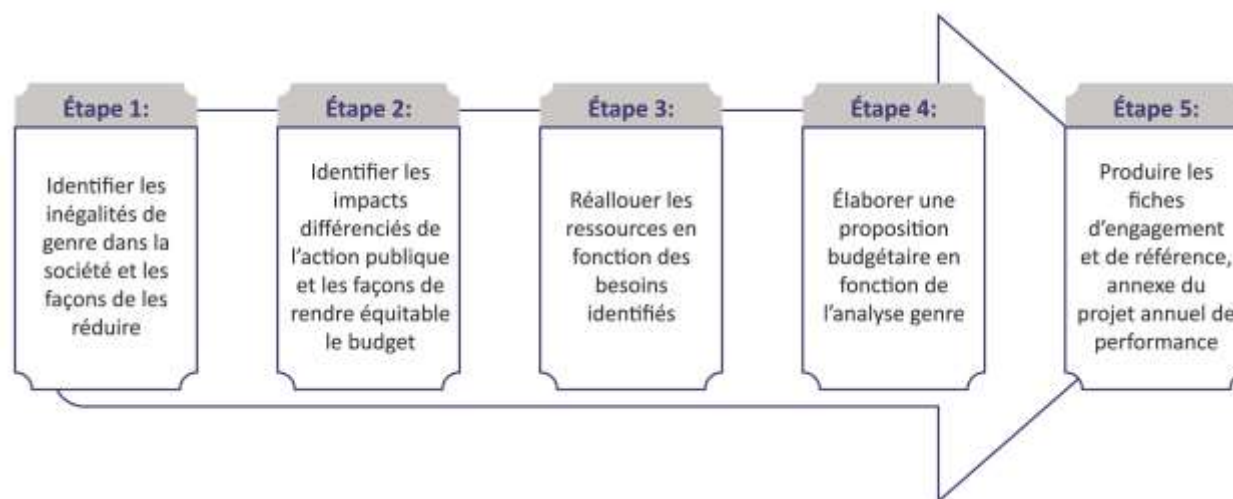 Étape 1:
Identifier les
inégalités de
genre dans la
société et les
façons de les
réduire
Étape 2:
Identifier les
impacts
différenciés de
l’action publique
et les façons de
rendre équitable
le budget
Étape 3:
Réallouer les
ressources en
fonction des
besoins
identifiés
Étape 4:
Élaborer une
proposition
budgétaire en
fonction de
l’analyse genre
Étape 5:
Produire les
fiches
d’engagement
et de référence,
annexe du
projet annuel de
performance